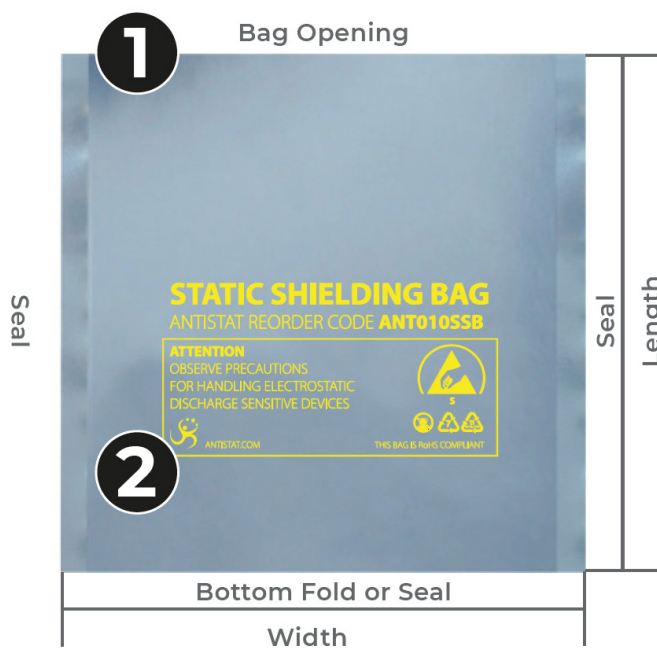 1
Bag Opening
Seal
STATIC SHIELDING BAG
ANTISTAT REORDER CODE ANT010SSB
ATTENTION
OBSERVE PRECAUTIONS
FOR HANDLING ELECTROSTATIC
DISCHARGE SENSITIVE DEVICES
S
ANTISTAT.COM
THIS BAG IS RoHS COMPLIANT
2
Seal
Length
Bottom Fold or Seal
Width